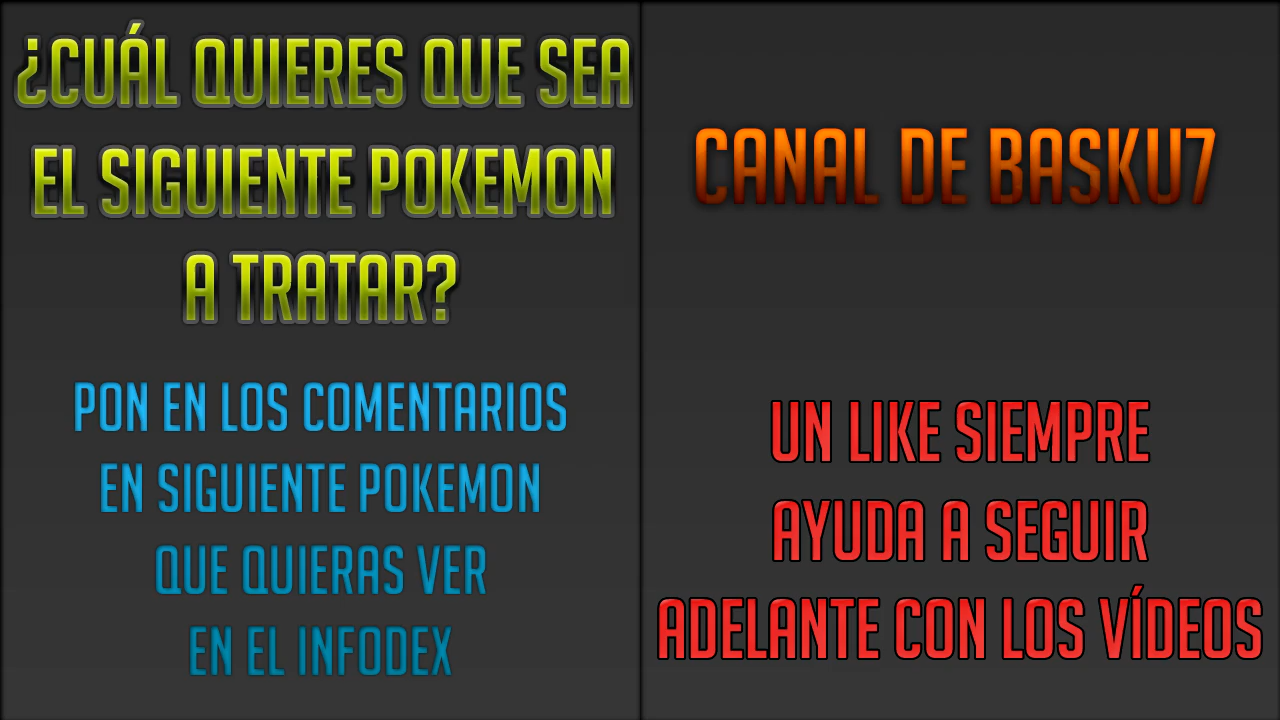 ¿CUÁL QUIERES QUE SEA
EL SIGUIENTE POKEMON
A TRATAR?
PON EN LOS COMENTARIOS
EN SIGUIENTE POKEMON
QUE QUIERAS VER
EN EL INFODEX
CANAL DE BASKU7
UN LIKE SIEMPRE
AYUDA A SEGUIR
ADELANTE CON LOS VÍDEOS